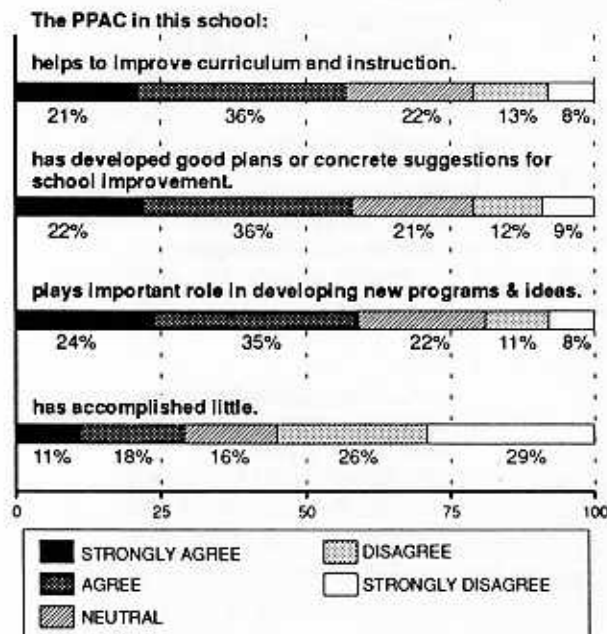 The PPAC in this school:
helps to improve curriculum and instruction.
21% 36% 22% 13% 8%
has developed good plans or concrete suggestions for
school improvement.
22% 36% 21% 12% 9%
plays important role in developing new programs & ideas.
24% 35% 22% 11% 8%
has accomplished little.
11% 18% 16% 26% 29%
0 25 50 75 100
STRONGLY AGREE DISAGREE
AGREE STRONGLY DISAGREE
NEUTRAL